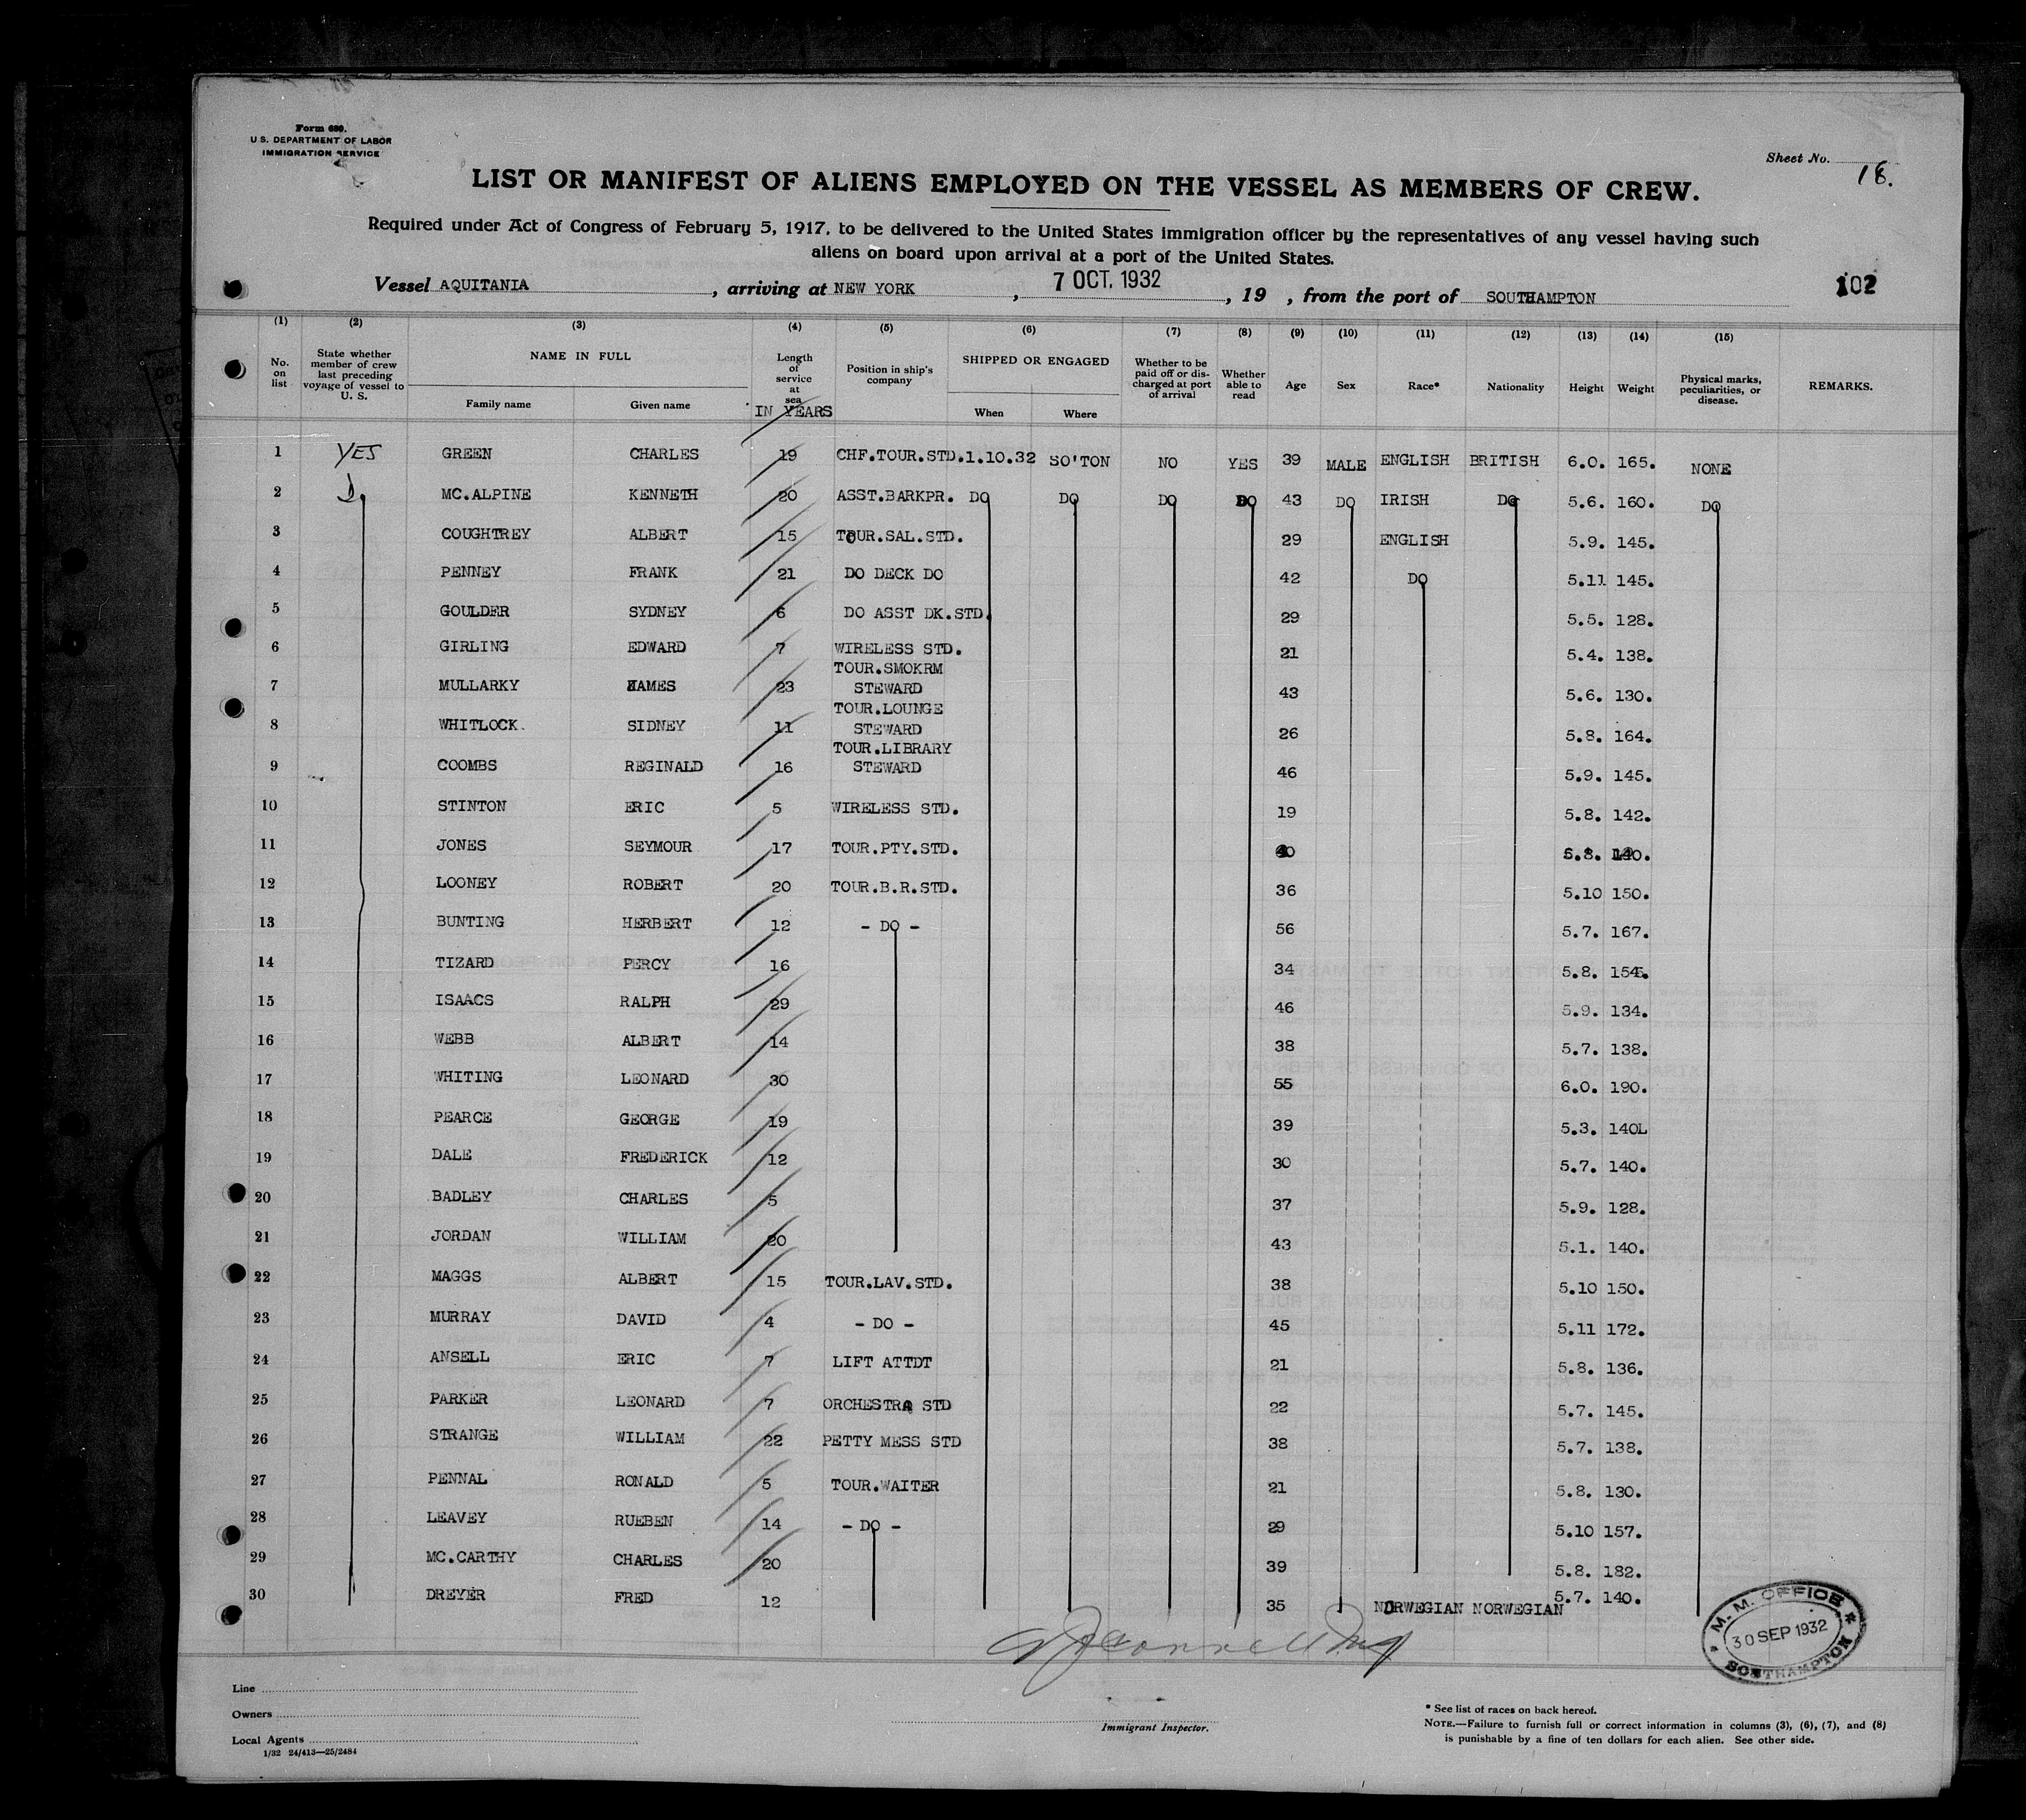 Form 680.
U.S. DEPARTMENT OF LABOR
IMMIGRATION SERVICE
Sheet No. 18.
LIST OR MANIFEST OF ALIENS EMPLOYED ON THE VESSEL AS MEMBERS OF CREW.
Required under Act of Congress of February 5, 1917, to be delivered to the United States immigration officer by the representatives of any vessel having such
aliens on board upon arrival at a port of the United States.
Vessel AQUITANIA, arriving at NEW YORK, 7 OCT. 1932, 19 , from the port of SOUTHAMPTON 102
(1) (2) (3) (4) (5) (6) (7) (8) (9) (10) (11) (12) (13) (14) (15)
No. on list State whether member of crew last preceding voyage of vessel to U. S. NAME IN FULL Family name Given name Length of service at sea IN YEARS Position in ship's company SHIPPED OR ENGAGED When Where Whether to be paid off or discharged at port of arrival Whether able to read Age Sex Race* Nationality Height Weight Physical marks, peculiarities, or disease. REMARKS.
1 YES GREEN CHARLES 19 CHF.TOUR.STD. 1.10.32 SO'TON NO YES 39 MALE ENGLISH BRITISH 6.0. 165. NONE
2 D. MC.ALPINE KENNETH 20 ASST.BARKPR. DO DO DO DO 43 DO IRISH DO 5.6. 160. DO
3 COUGHTREY ALBERT 15 TOUR.SAL.STD. 29 ENGLISH 5.9. 145.
4 PENNEY FRANK 21 DO DECK DO 42 DO 5.11 145.
5 GOULDER SYDNEY 6 DO ASST DK.STD. 29 5.5. 128.
6 GIRLING EDWARD 7 WIRELESS STD. 21 5.4. 138.
7 MULLARKY JAMES 23 TOUR.SMOKRM STEWARD 43 5.6. 130.
8 WHITLOCK. SIDNEY 11 TOUR.LOUNGE STEWARD 26 5.8. 164.
9 COOMBS REGINALD 16 TOUR.LIBRARY STEWARD 46 5.9. 145.
10 STINTON ERIC 5 WIRELESS STD. 19 5.8. 142.
11 JONES SEYMOUR 17 TOUR.PTY.STD. 40 5.8. 140.
12 LOONEY ROBERT 20 TOUR.B.R.STD. 36 5.10 150.
13 BUNTING HERBERT 12 - DO - 56 5.7. 167.
14 TIZARD PERCY 16 34 5.8. 154.
15 ISAACS RALPH 29 46 5.9. 134.
16 WEBB ALBERT 14 38 5.7. 138.
17 WHITING LEONARD 30 55 6.0. 190.
18 PEARCE GEORGE 19 39 5.3. 140L
19 DALE FREDERICK 12 30 5.7. 140.
20 BADLEY CHARLES 5 37 5.9. 128.
21 JORDAN WILLIAM 20 43 5.1. 140.
22 MAGGS ALBERT 15 TOUR.LAV.STD. 38 5.10 150.
23 MURRAY DAVID 4 - DO - 45 5.11 172.
24 ANSELL ERIC 7 LIFT ATTDT 21 5.8. 136.
25 PARKER LEONARD 7 ORCHESTRA STD 22 5.7. 145.
26 STRANGE WILLIAM 22 PETTY MESS STD 38 5.7. 138.
27 PENNAL RONALD 5 TOUR.WAITER 21 5.8. 130.
28 LEAVEY RUEBEN 14 - DO - 29 5.10 157.
29 MC.CARTHY CHARLES 20 39 5.8. 182.
30 DREYER FRED 12 35 NORWEGIAN NORWEGIAN 5.7. 140.
M. M. OFFICE
30 SEP 1932
SOUTHAMPTON
Line
Owners
Local Agents
1/32 24/413—25/2484
Immigrant Inspector.
* See list of races on back hereof.
NOTE.—Failure to furnish full or correct information in columns (3), (6), (7), and (8)
is punishable by a fine of ten dollars for each alien. See other side.